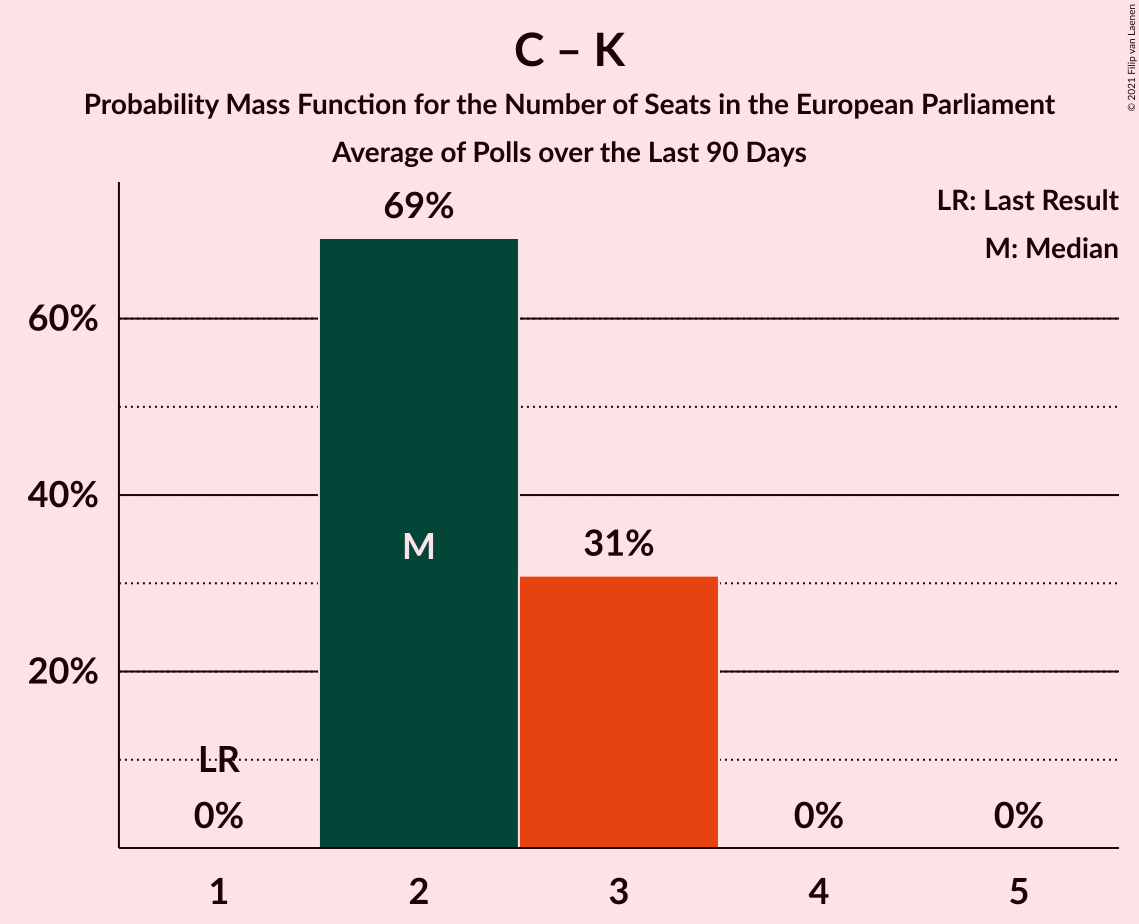 C – K
Probability Mass Function for the Number of Seats in the European Parliament
Average of Polls over the Last 90 Days
© 2021 Filip van Laenen
LR: Last Result
M: Median
69%
60%
40%
31%
M
20%
LR
0%
0%
0%
1
2
3
4
5